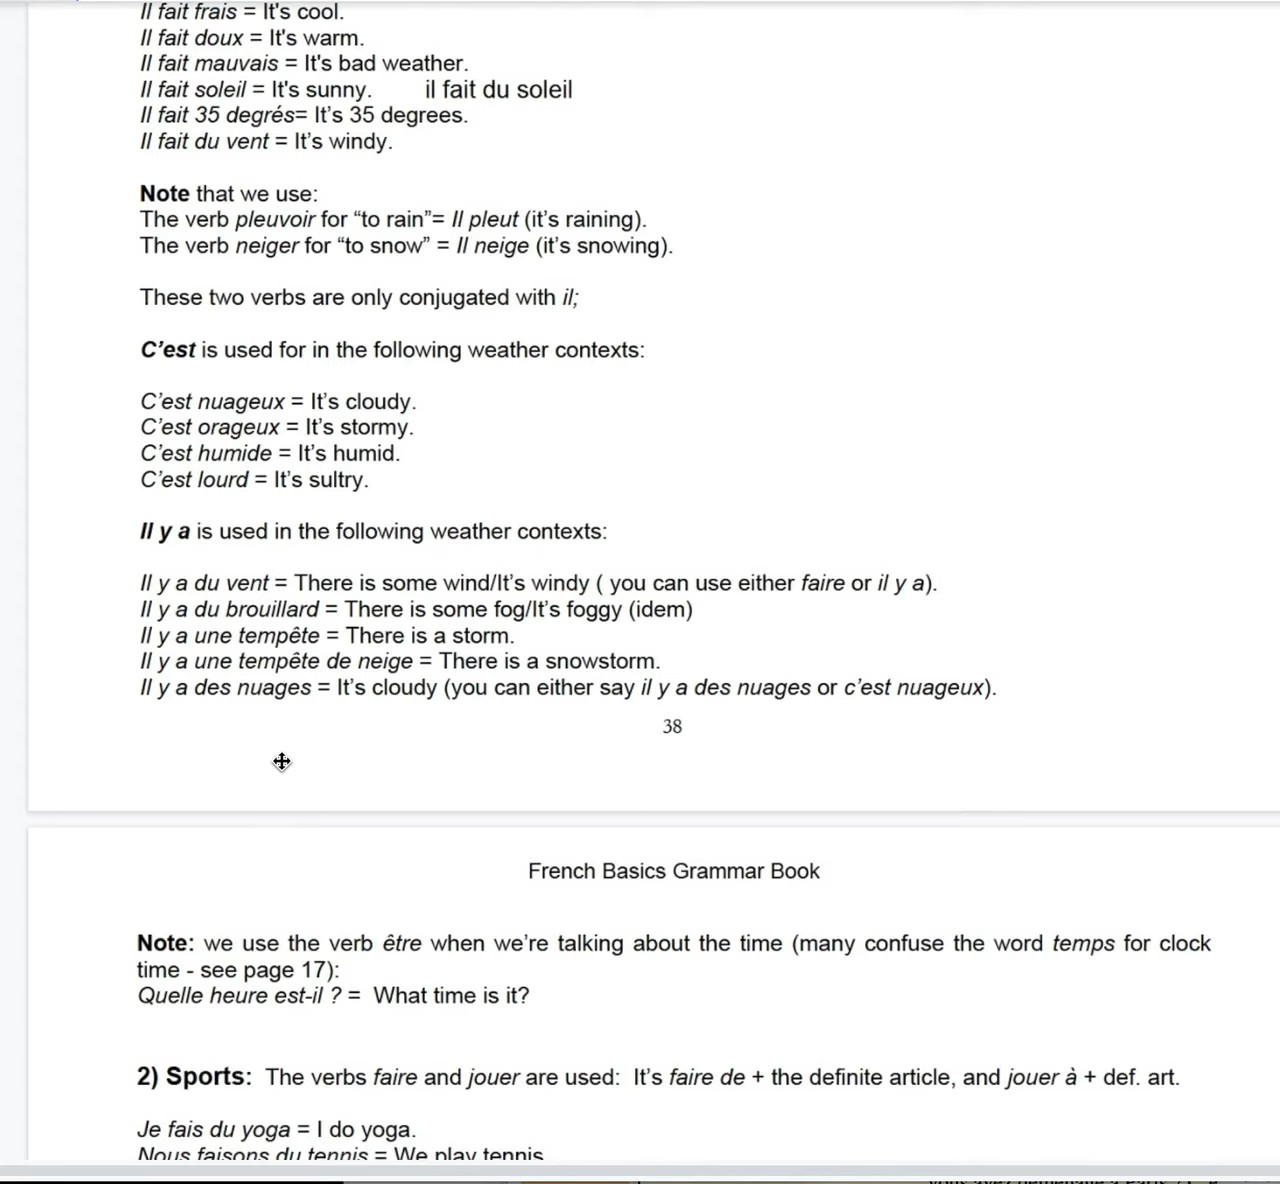 Il fait frais = It's cool.
Il fait doux = It's warm.
Il fait mauvais = It's bad weather.
Il fait soleil = It's sunny. il fait du soleil
Il fait 35 degrés= It’s 35 degrees.
Il fait du vent = It’s windy.
Note that we use:
The verb pleuvoir for “to rain”= Il pleut (it’s raining).
The verb neiger for “to snow” = Il neige (it’s snowing).
These two verbs are only conjugated with il;
C’est is used for in the following weather contexts:
C’est nuageux = It’s cloudy.
C’est orageux = It’s stormy.
C’est humide = It’s humid.
C’est lourd = It’s sultry.
Il y a is used in the following weather contexts:
Il y a du vent = There is some wind/It’s windy ( you can use either faire or il y a).
Il y a du brouillard = There is some fog/It’s foggy (idem)
Il y a une tempête = There is a storm.
Il y a une tempête de neige = There is a snowstorm.
Il y a des nuages = It’s cloudy (you can either say il y a des nuages or c’est nuageux).
38
French Basics Grammar Book
Note: we use the verb être when we’re talking about the time (many confuse the word temps for clock
time - see page 17):
Quelle heure est-il ? = What time is it?
2) Sports: The verbs faire and jouer are used: It’s faire de + the definite article, and jouer à + def. art.
Je fais du yoga = I do yoga.
Nous faisons du tennis = We play tennis